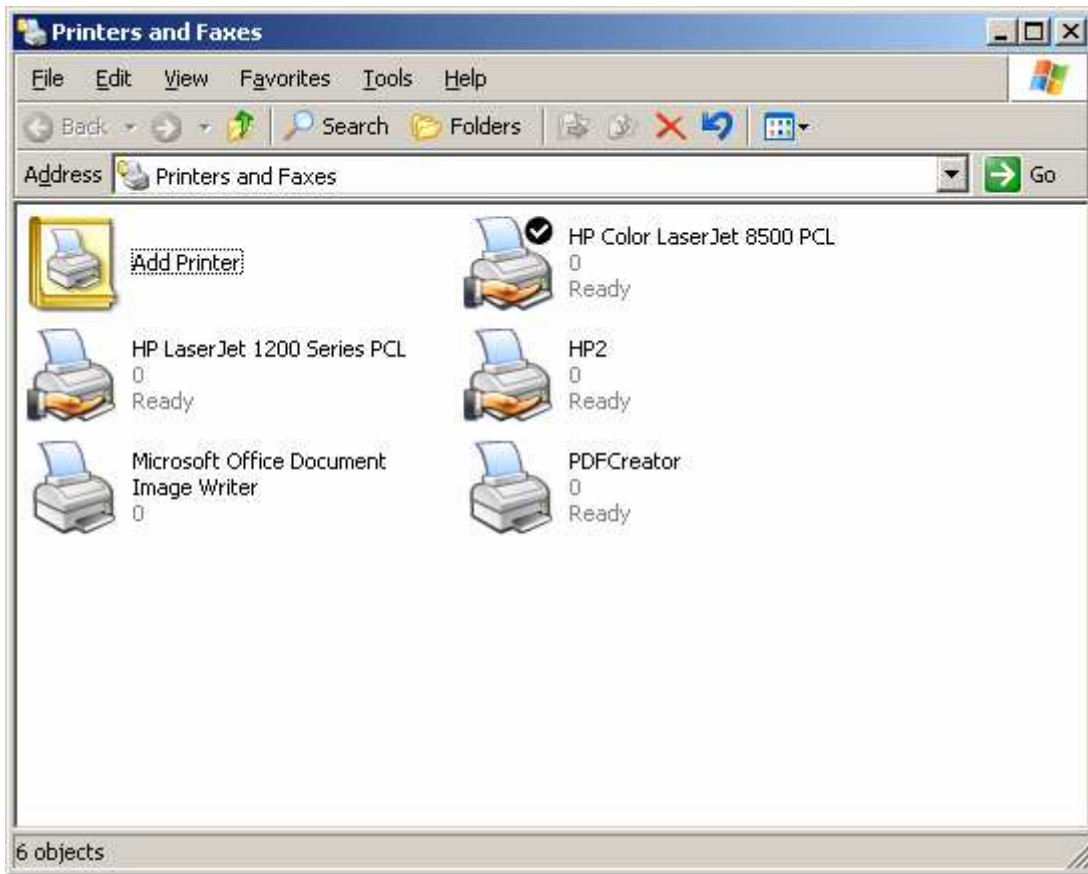 Printers and Faxes
File Edit View Favorites Tools Help
Back Search Folders
Address Printers and Faxes Go
Add Printer
HP Color LaserJet 8500 PCL
0
Ready
HP LaserJet 1200 Series PCL
0
Ready
HP2
0
Ready
Microsoft Office Document
Image Writer
0
PDFCreator
0
Ready
6 objects